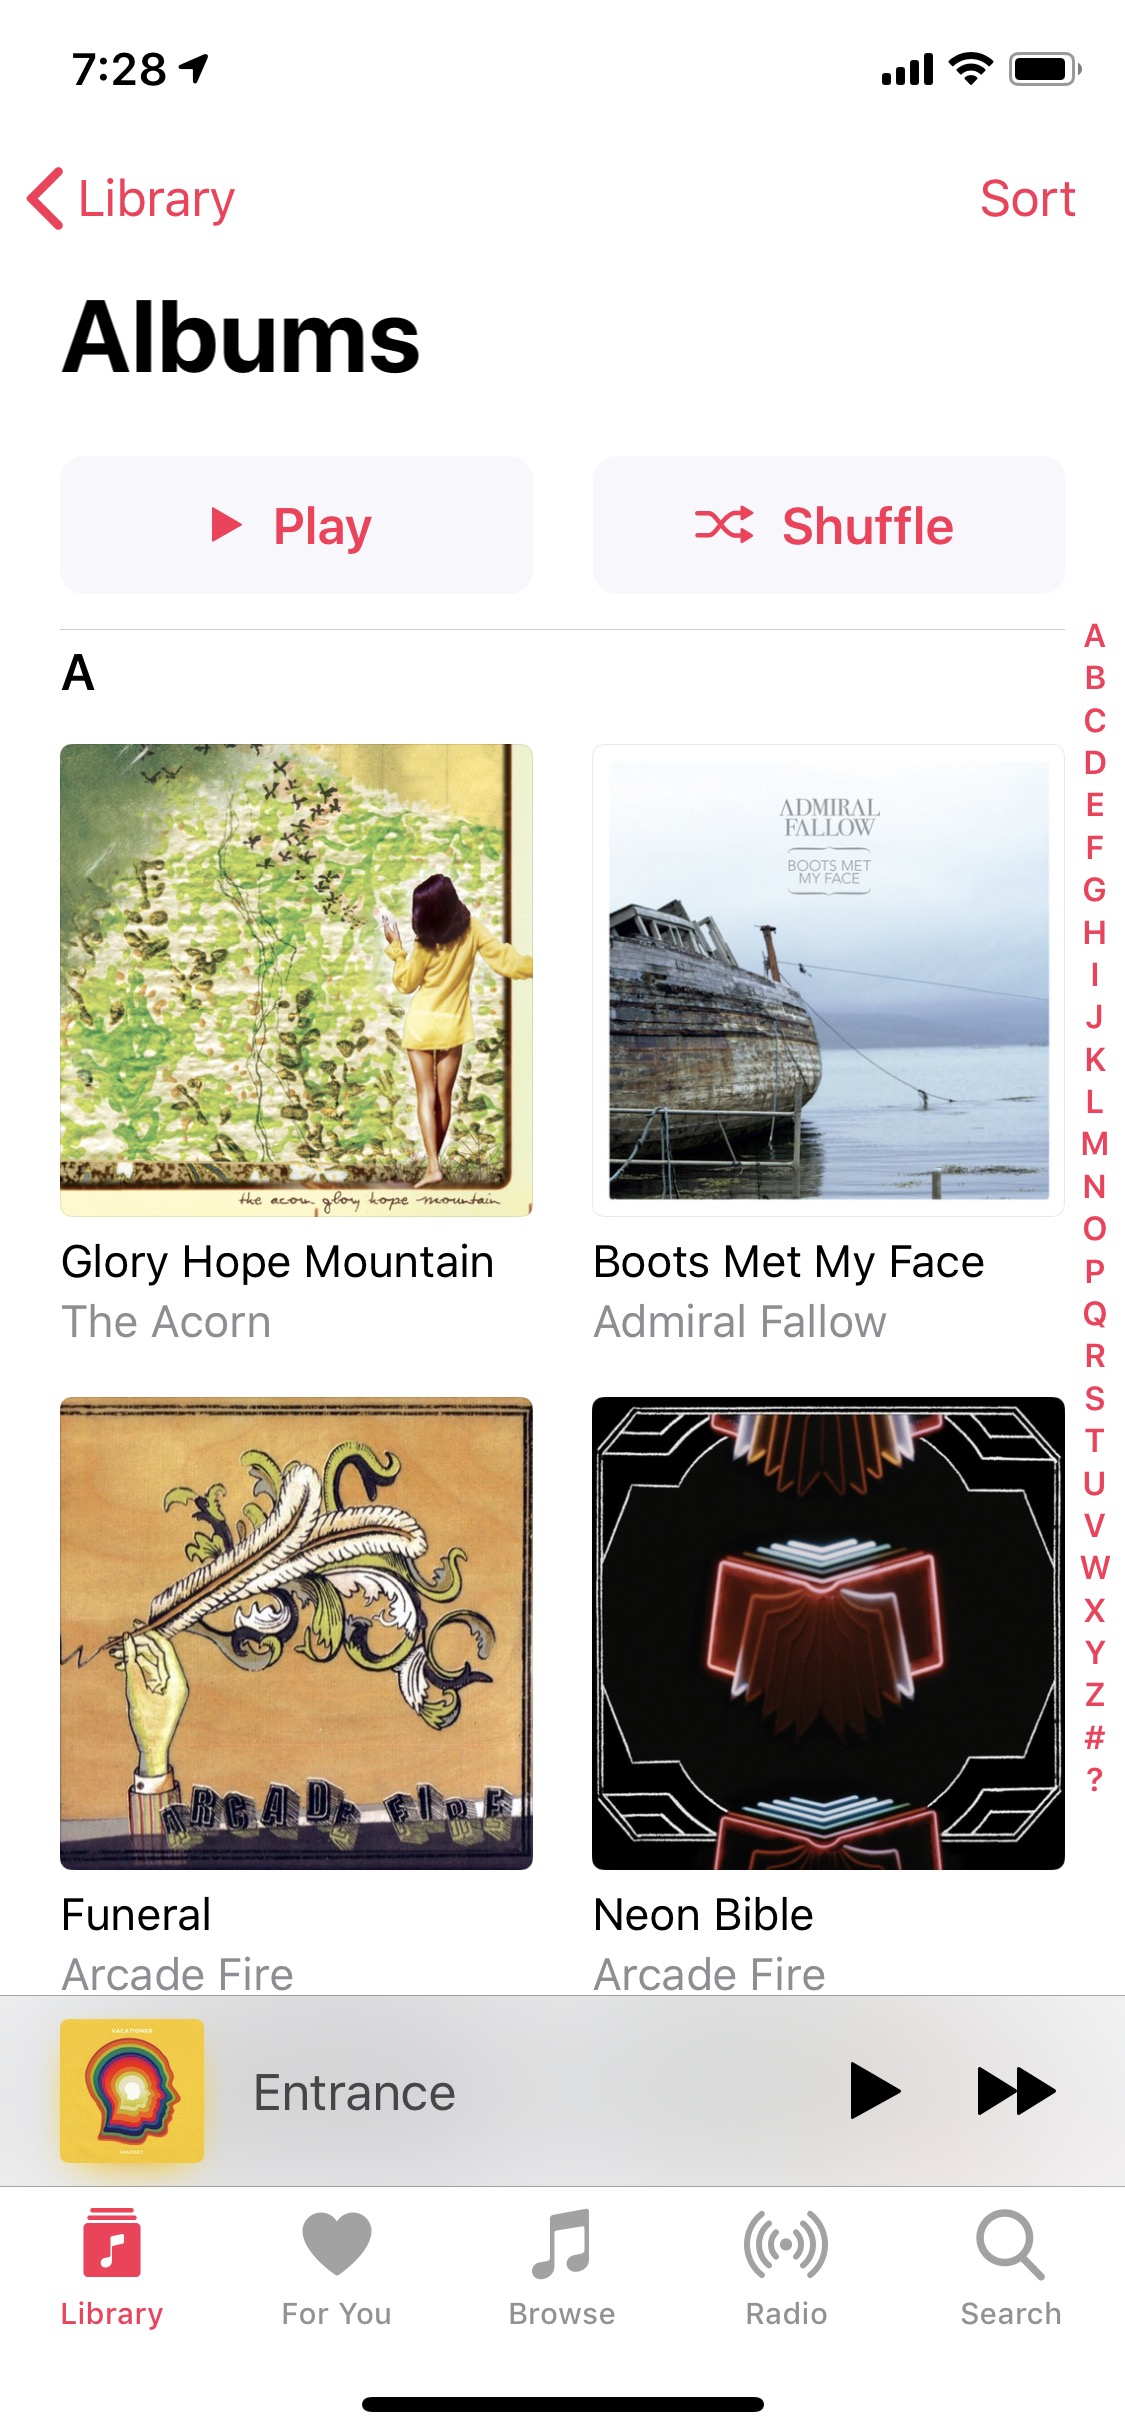 7:28
Library
Sort
Albums
Play
Shuffle
A
ADMIRAL
FALLOW
BOOTS MET
MY FACE
the acorn glory hope mountain
Glory Hope Mountain
Boots Met My Face
The Acorn
Admiral Fallow
ARCADE FIRE
Funeral
Neon Bible
Arcade Fire
Arcade Fire
A
B
C
D
E
F
G
H
I
J
K
L
M
N
O
P
Q
R
S
T
U
V
W
X
Y
Z
#
?
VACATIONER
MINDSET
Entrance
Library
For You
Browse
Radio
Search